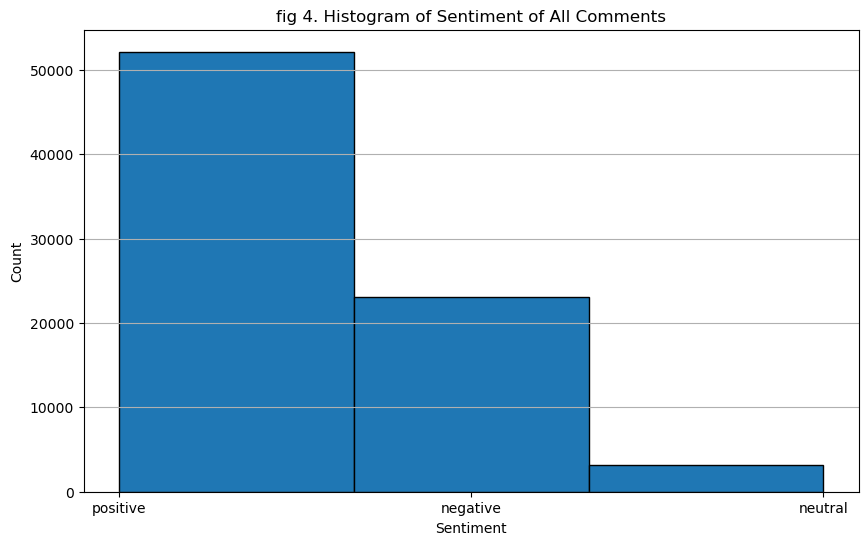 fig 4. Histogram of Sentiment of All Comments
50000
40000
30000
20000
10000
0
Count
positive negative neutral
Sentiment